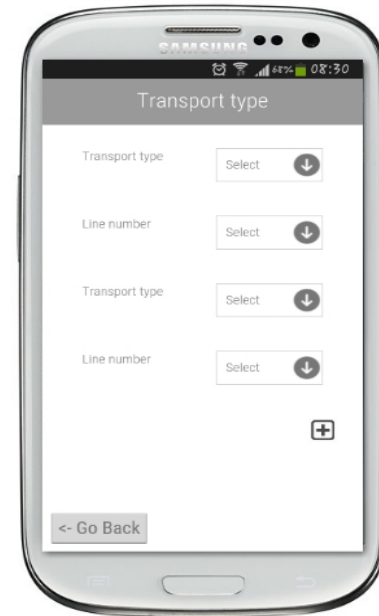 SAMSUNG
68% 08:30
Transport type
Transport type Select
Line number Select
Transport type Select
Line number Select
<- Go Back